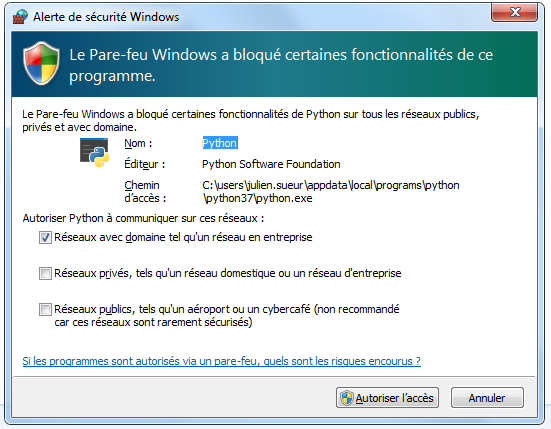 Alerte de sécurité Windows
Le Pare-feu Windows a bloqué certaines fonctionnalités de ce
programme.
Le Pare-feu Windows a bloqué certaines fonctionnalités de Python sur tous les réseaux publics,
privés et avec domaine.
Nom : Python
Éditeur : Python Software Foundation
Chemin C:\users\julien.sueur\appdata\local\programs\python
d'accès : \python37\python.exe
Autoriser Python à communiquer sur ces réseaux :
Réseaux avec domaine tel qu'un réseau en entreprise
Réseaux privés, tels qu'un réseau domestique ou un réseau d'entreprise
Réseaux publics, tels qu'un aéroport ou un cybercafé (non recommandé
car ces réseaux sont rarement sécurisés)
Si les programmes sont autorisés via un pare-feu, quels sont les risques encourus ?
Autoriser l'accès Annuler